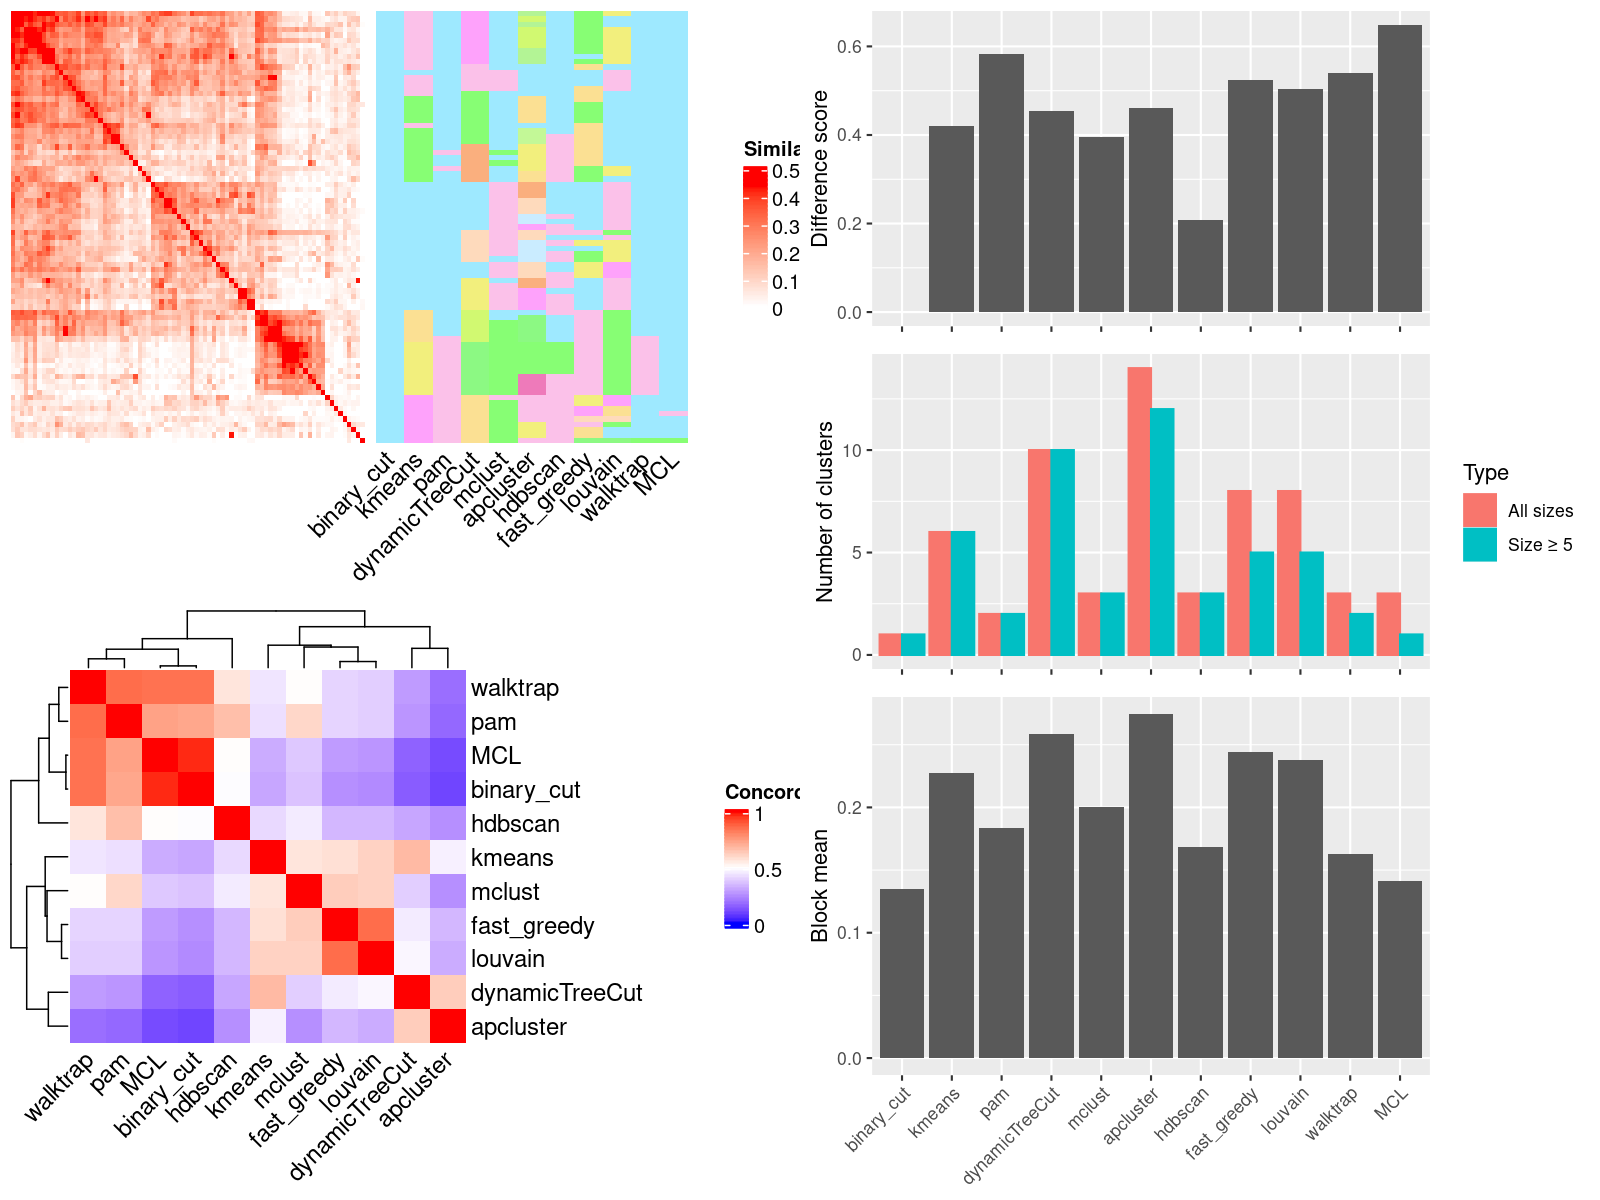 Simila
0.5
0.4
0.3
0.2
0.1
0
binary_cut
kmeans
pam
dynamicTreeCut
mclust
apcluster
hdbscan
fast_greedy
louvain
walktrap
MCL
walktrap
pam
MCL
binary_cut
hdbscan
kmeans
mclust
fast_greedy
louvain
dynamicTreeCut
apcluster
walktrap
pam
MCL
binary_cut
hdbscan
kmeans
mclust
fast_greedy
louvain
dynamicTreeCut
apcluster
Concord
1
0.5
0
Difference score
0.6
0.4
0.2
0.0
Number of clusters
10
5
0
Type
All sizes
Size ≥ 5
Block mean
0.2
0.1
0.0
binary_cut
kmeans
pam
dynamicTreeCut
mclust
apcluster
hdbscan
fast_greedy
louvain
walktrap
MCL